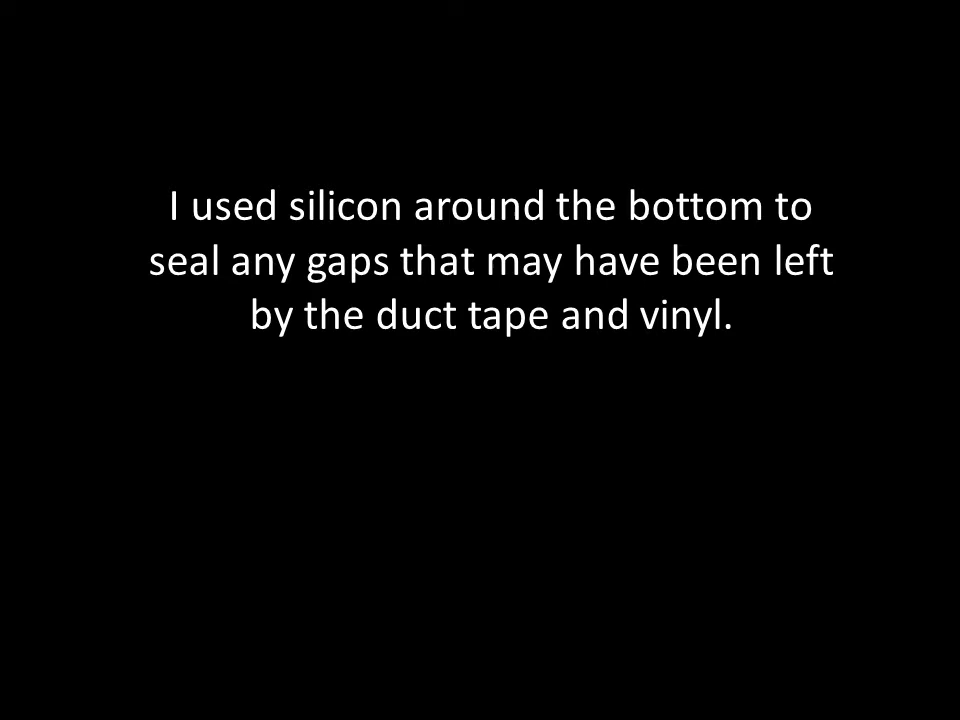 I used silicon around the bottom to
seal any gaps that may have been left
by the duct tape and vinyl.